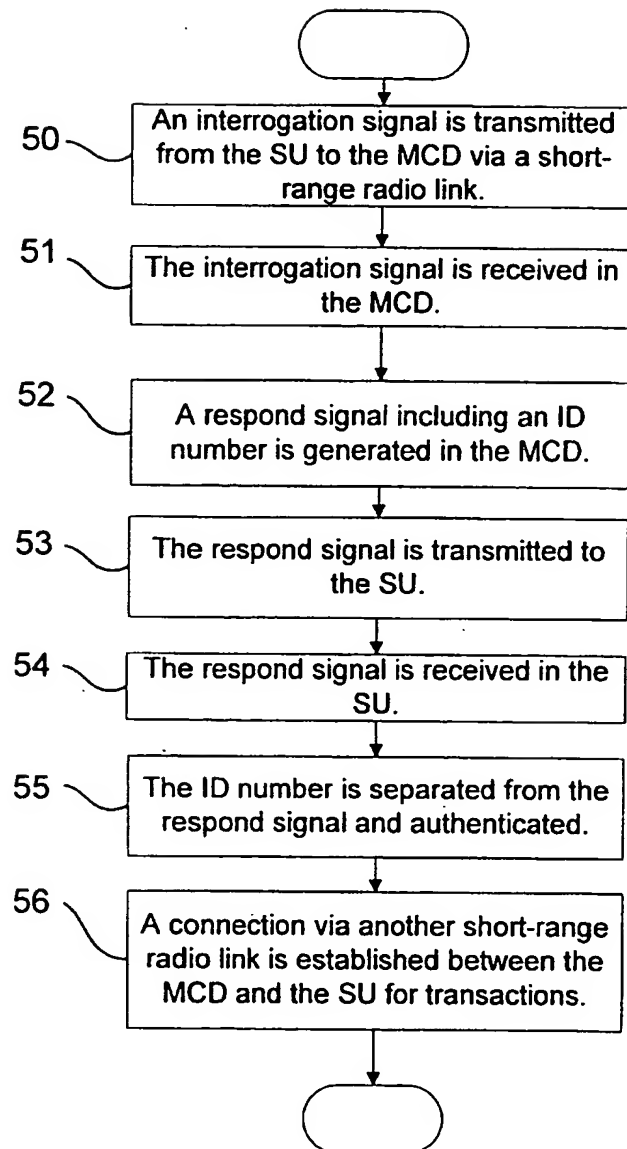 50
An interrogation signal is transmitted
from the SU to the MCD via a short-
range radio link.
51
The interrogation signal is received in
the MCD.
52
A respond signal including an ID
number is generated in the MCD.
53
The respond signal is transmitted to
the SU.
54
The respond signal is received in the
SU.
55
The ID number is separated from the
respond signal and authenticated.
56
A connection via another short-range
radio link is established between the
MCD and the SU for transactions.